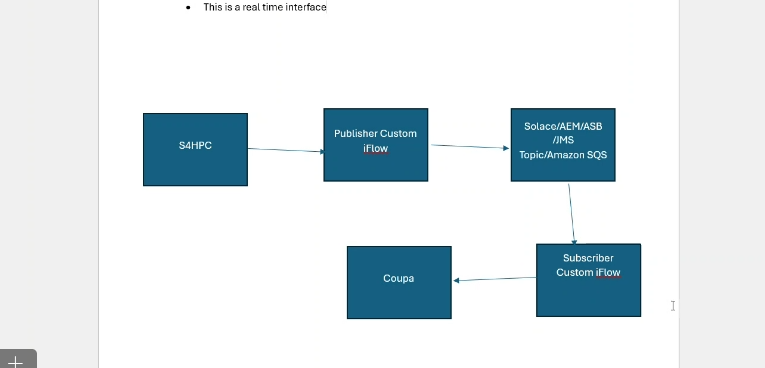 • This is a real time interface
S4HPC
Publisher Custom
iFlow
Solace/AEM/ASB
/JMS
Topic/Amazon SQS
Coupa
Subscriber
Custom iFlow